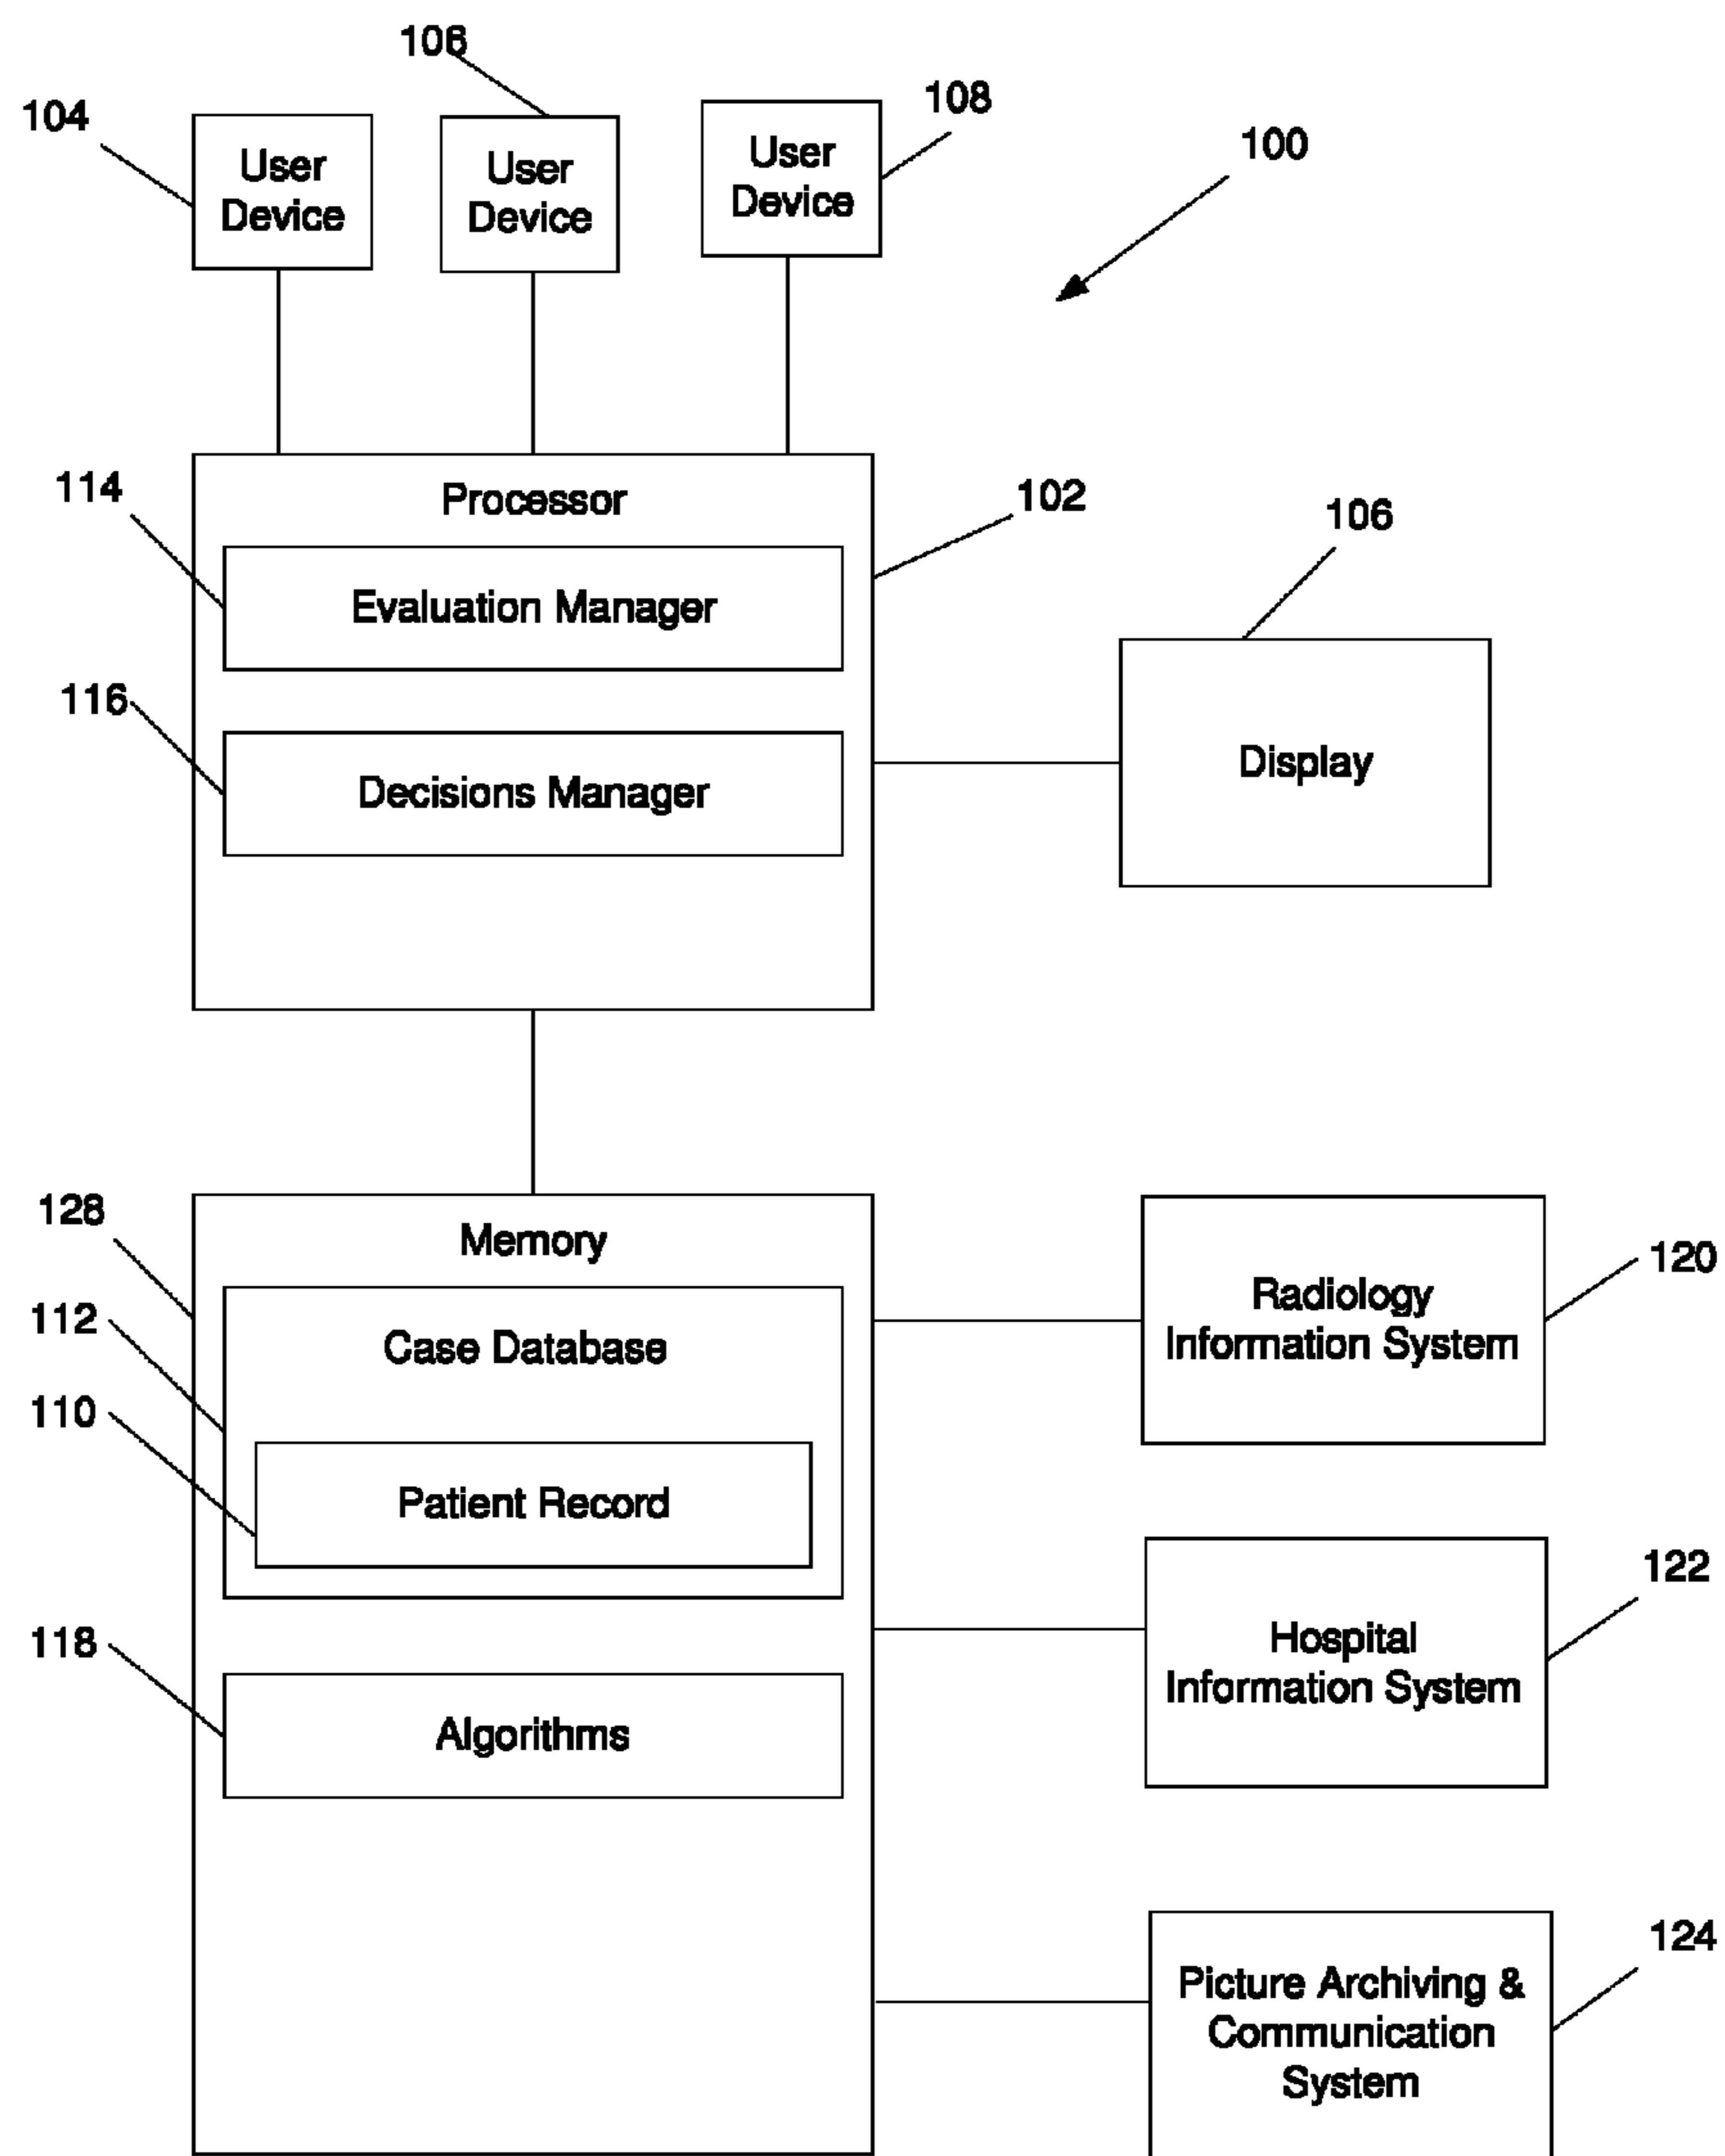 106
104
108
100
User
Device
User
Device
User
Device
114
Processor
102
106
Evaluation Manager
116
Decisions Manager
Display
128
Memory
120
112
Case Database
Radiology
Information System
110
Patient Record
122
118
Algorithms
Hospital
Information System
124
Picture Archiving &
Communication
System